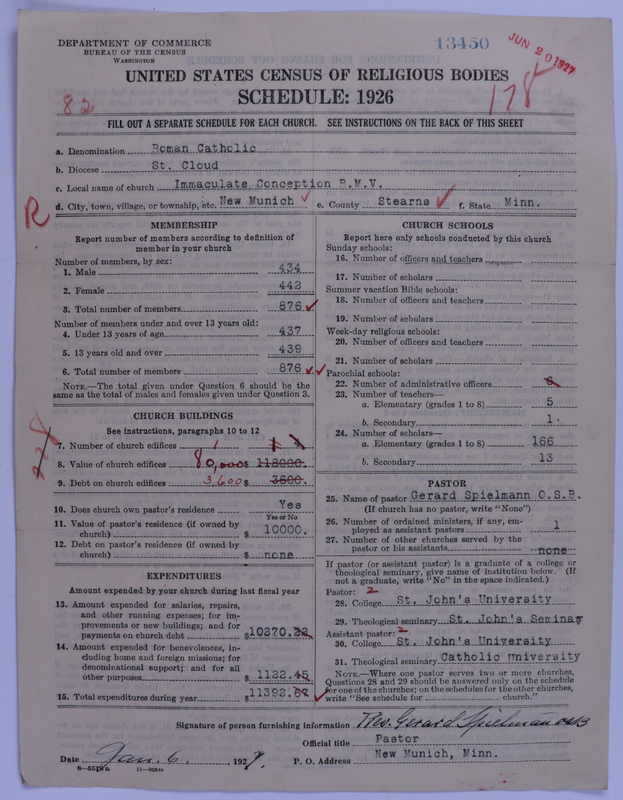 DEPARTMENT OF COMMERCE
BUREAU OF THE CENSUS
WASHINGTON
13450
JUN 20 1927
UNITED STATES CENSUS OF RELIGIOUS BODIES
SCHEDULE: 1926
82
178
FILL OUT A SEPARATE SCHEDULE FOR EACH CHURCH. SEE INSTRUCTIONS ON THE BACK OF THIS SHEET
a. Denomination Roman Catholic
b. Diocese St. Cloud
c. Local name of church Immaculate Conception B.M.V.
d. City, town, village, or township, etc. New Munich e. County Stearns f. State Minn.
R
MEMBERSHIP
Report number of members according to definition of
member in your church
Number of members, by sex:
1. Male 434
2. Female 442
3. Total number of members 876
Number of members under and over 13 years old:
4. Under 13 years of age 437
5. 13 years old and over 439
6. Total number of members 876
NOTE.—The total given under Question 6 should be the
same as the total of males and females given under Question 3.
CHURCH BUILDINGS
See instructions, paragraphs 10 to 12
7. Number of church edifices 1
8. Value of church edifices 80,000 $ 118000.
9. Debt on church edifices 3600 $ 3600.
10. Does church own pastor's residence Yes
Yes or No
11. Value of pastor's residence (if owned by
church) $ 10000.
12. Debt on pastor's residence (if owned by
church) $ none
EXPENDITURES
Amount expended by your church during last fiscal year
13. Amount expended for salaries, repairs,
and other running expenses; for im-
provements or new buildings; and for
payments on church debt $10270.22
14. Amount expended for benevolences, in-
cluding home and foreign missions; for
denominational support; and for all
other purposes $ 1122.45
15. Total expenditures during year $11392.67
CHURCH SCHOOLS
Report here only schools conducted by this church
Sunday schools:
16. Number of officers and teachers
17. Number of scholars
Summer vacation Bible schools:
18. Number of officers and teachers
19. Number of scholars
Week-day religious schools:
20. Number of officers and teachers
21. Number of scholars
Parochial schools:
22. Number of administrative officers 6
23. Number of teachers—
a. Elementary (grades 1 to 8) 5
b. Secondary 1.
24. Number of scholars—
a. Elementary (grades 1 to 8) 166
b. Secondary 13
PASTOR
25. Name of pastor Gerard Spielmann O.S.B.
(If church has no pastor, write "None")
26. Number of ordained ministers, if any, em-
ployed as assistant pastors 1
27. Number of other churches served by the
pastor or his assistants none
If pastor (or assistant pastor) is a graduate of a college or
theological seminary, give name of institution below. (If
not a graduate, write "No" in the space indicated.)
Pastor: 2
28. College St. John's University
29. Theological seminary St. John's Seminay
Assistant pastor: 2
30. College St. John's University
31. Theological seminary Catholic University
NOTE.—Where one pastor serves two or more churches,
Questions 28 and 29 should be answered only on the schedule
for one of the churches; on the schedules for the other churches,
write "See schedule for church."
Signature of person furnishing information Rev. Gerard Spielmann OSB
Official title Pastor
Date Jan. 6. , 1927. P. O. Address New Munich, Minn.